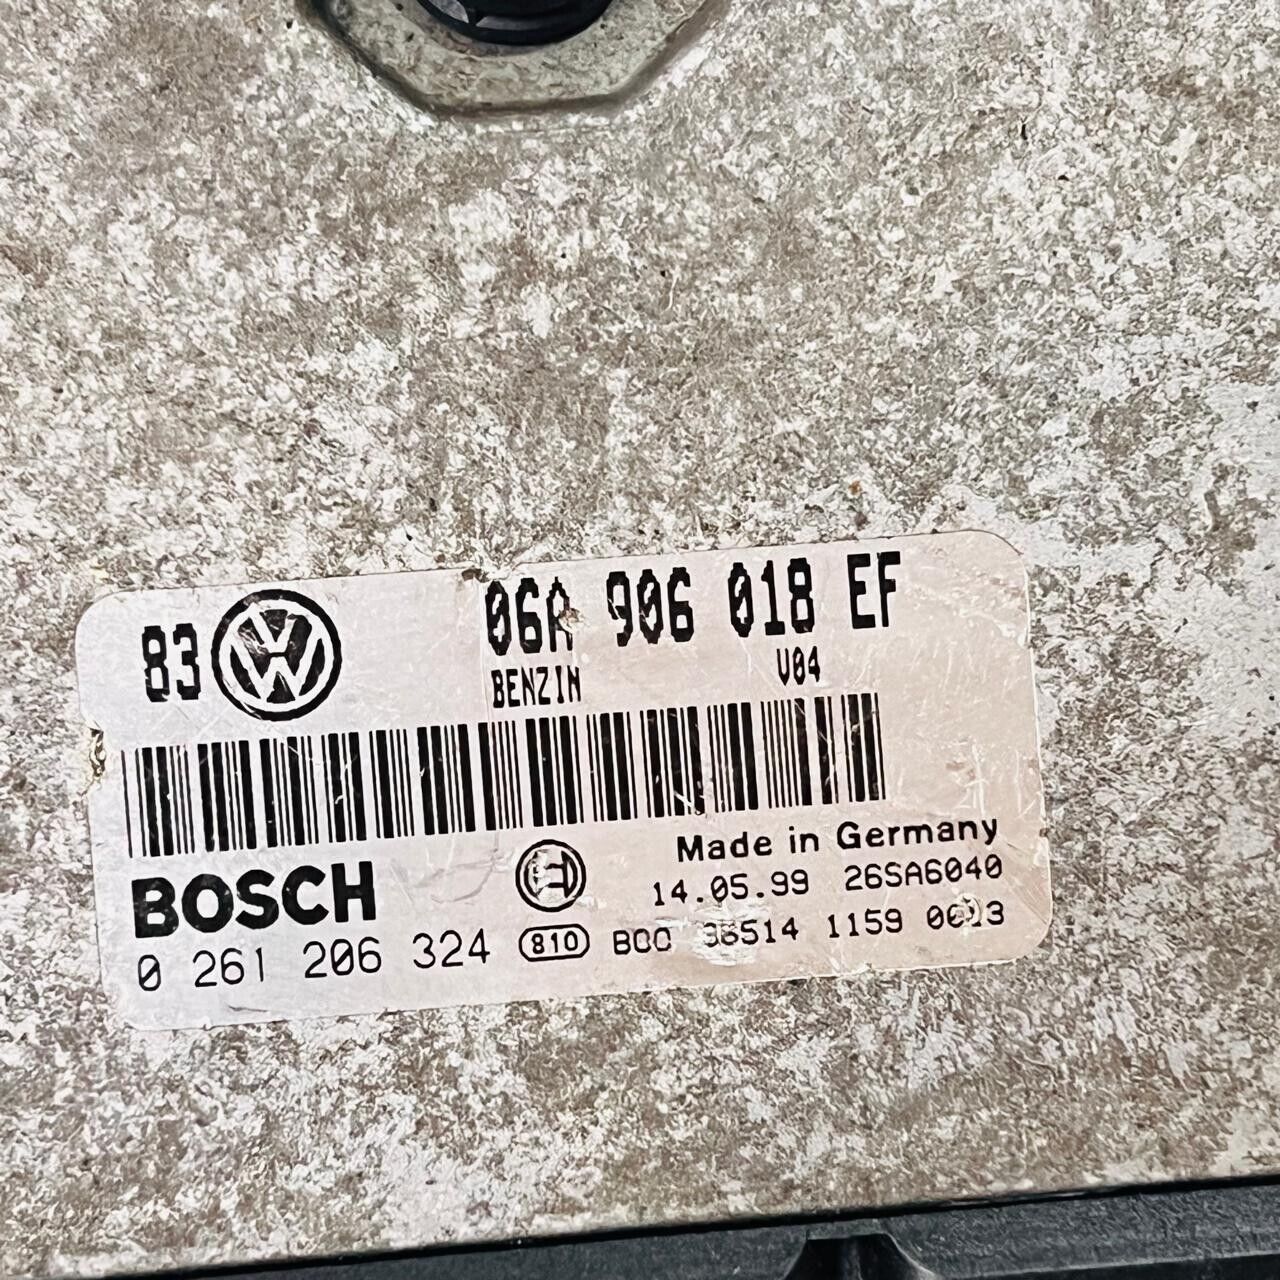 83 06A 906 018 EF
BENZIN V04
Made in Germany
BOSCH 14.05.99 26SA6040
0 261 206 324 810 1159